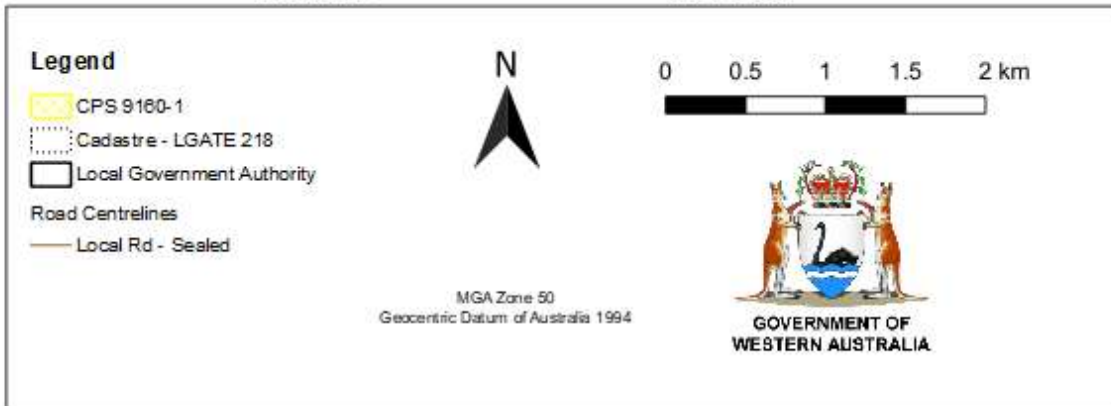 Legend
CPS 9160-1
Cadastre - LGATE 218
Local Government Authority
Road Centrelines
Local Rd - Sealed
N
0 0.5 1 1.5 2 km
MGA Zone 50
Geocentric Datum of Australia 1994
GOVERNMENT OF
WESTERN AUSTRALIA